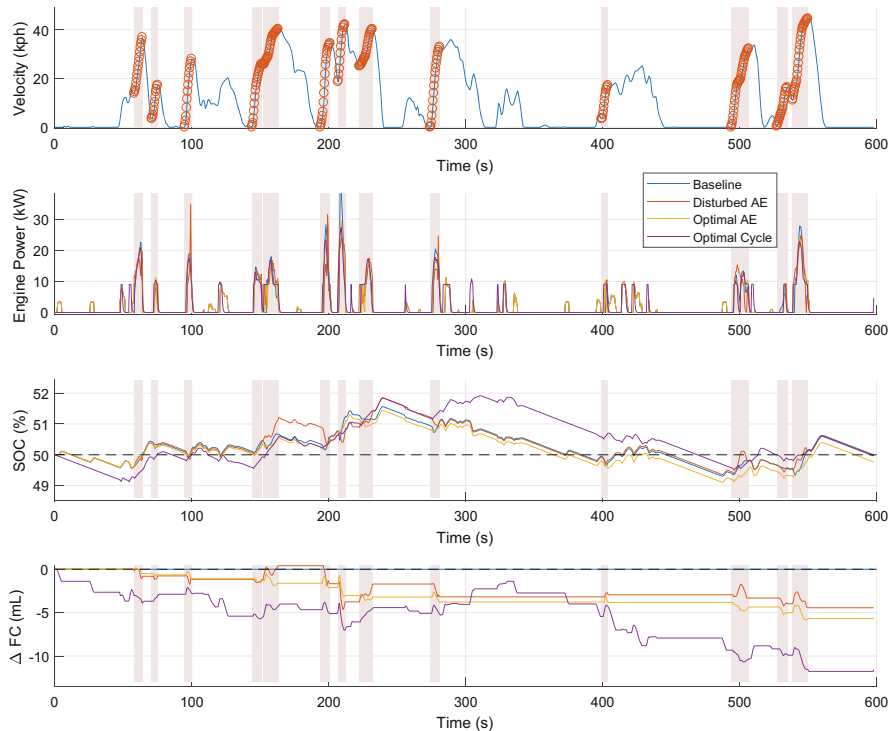 Velocity (kph)
40
20
0
0 100 200 300 400 500 600
Time (s)
Baseline
Disturbed AE
Optimal AE
Optimal Cycle
Engine Power (kW)
30
20
10
0
0 100 200 300 400 500 600
Time (s)
SOC (%)
52
51
50
49
0 100 200 300 400 500 600
Time (s)
Δ FC (mL)
0
-5
-10
0 100 200 300 400 500 600
Time (s)